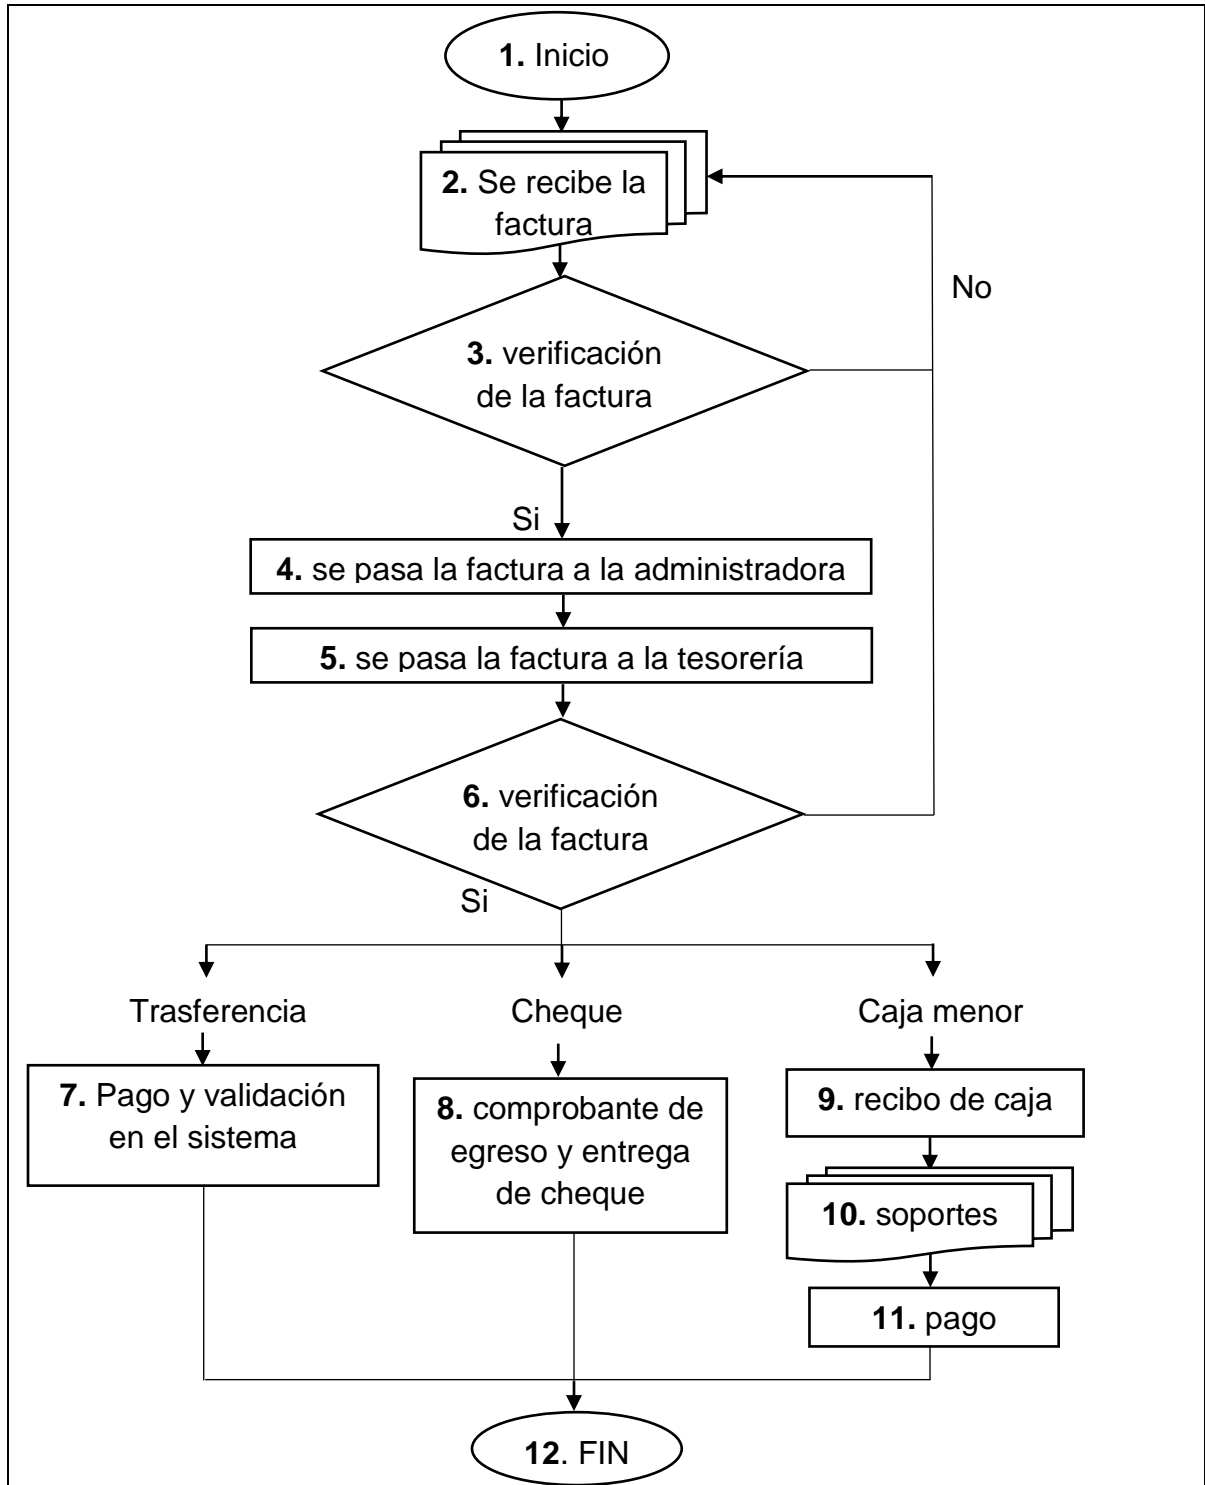 1. Inicio
2. Se recibe la
factura
No
3. verificación
de la factura
Si
4. se pasa la factura a la administradora
5. se pasa la factura a la tesorería
6. verificación
de la factura
Si
Trasferencia
Cheque
Caja menor
7. Pago y validación
en el sistema
8. comprobante de
egreso y entrega
de cheque
9. recibo de caja
10. soportes
11. pago
12. FIN